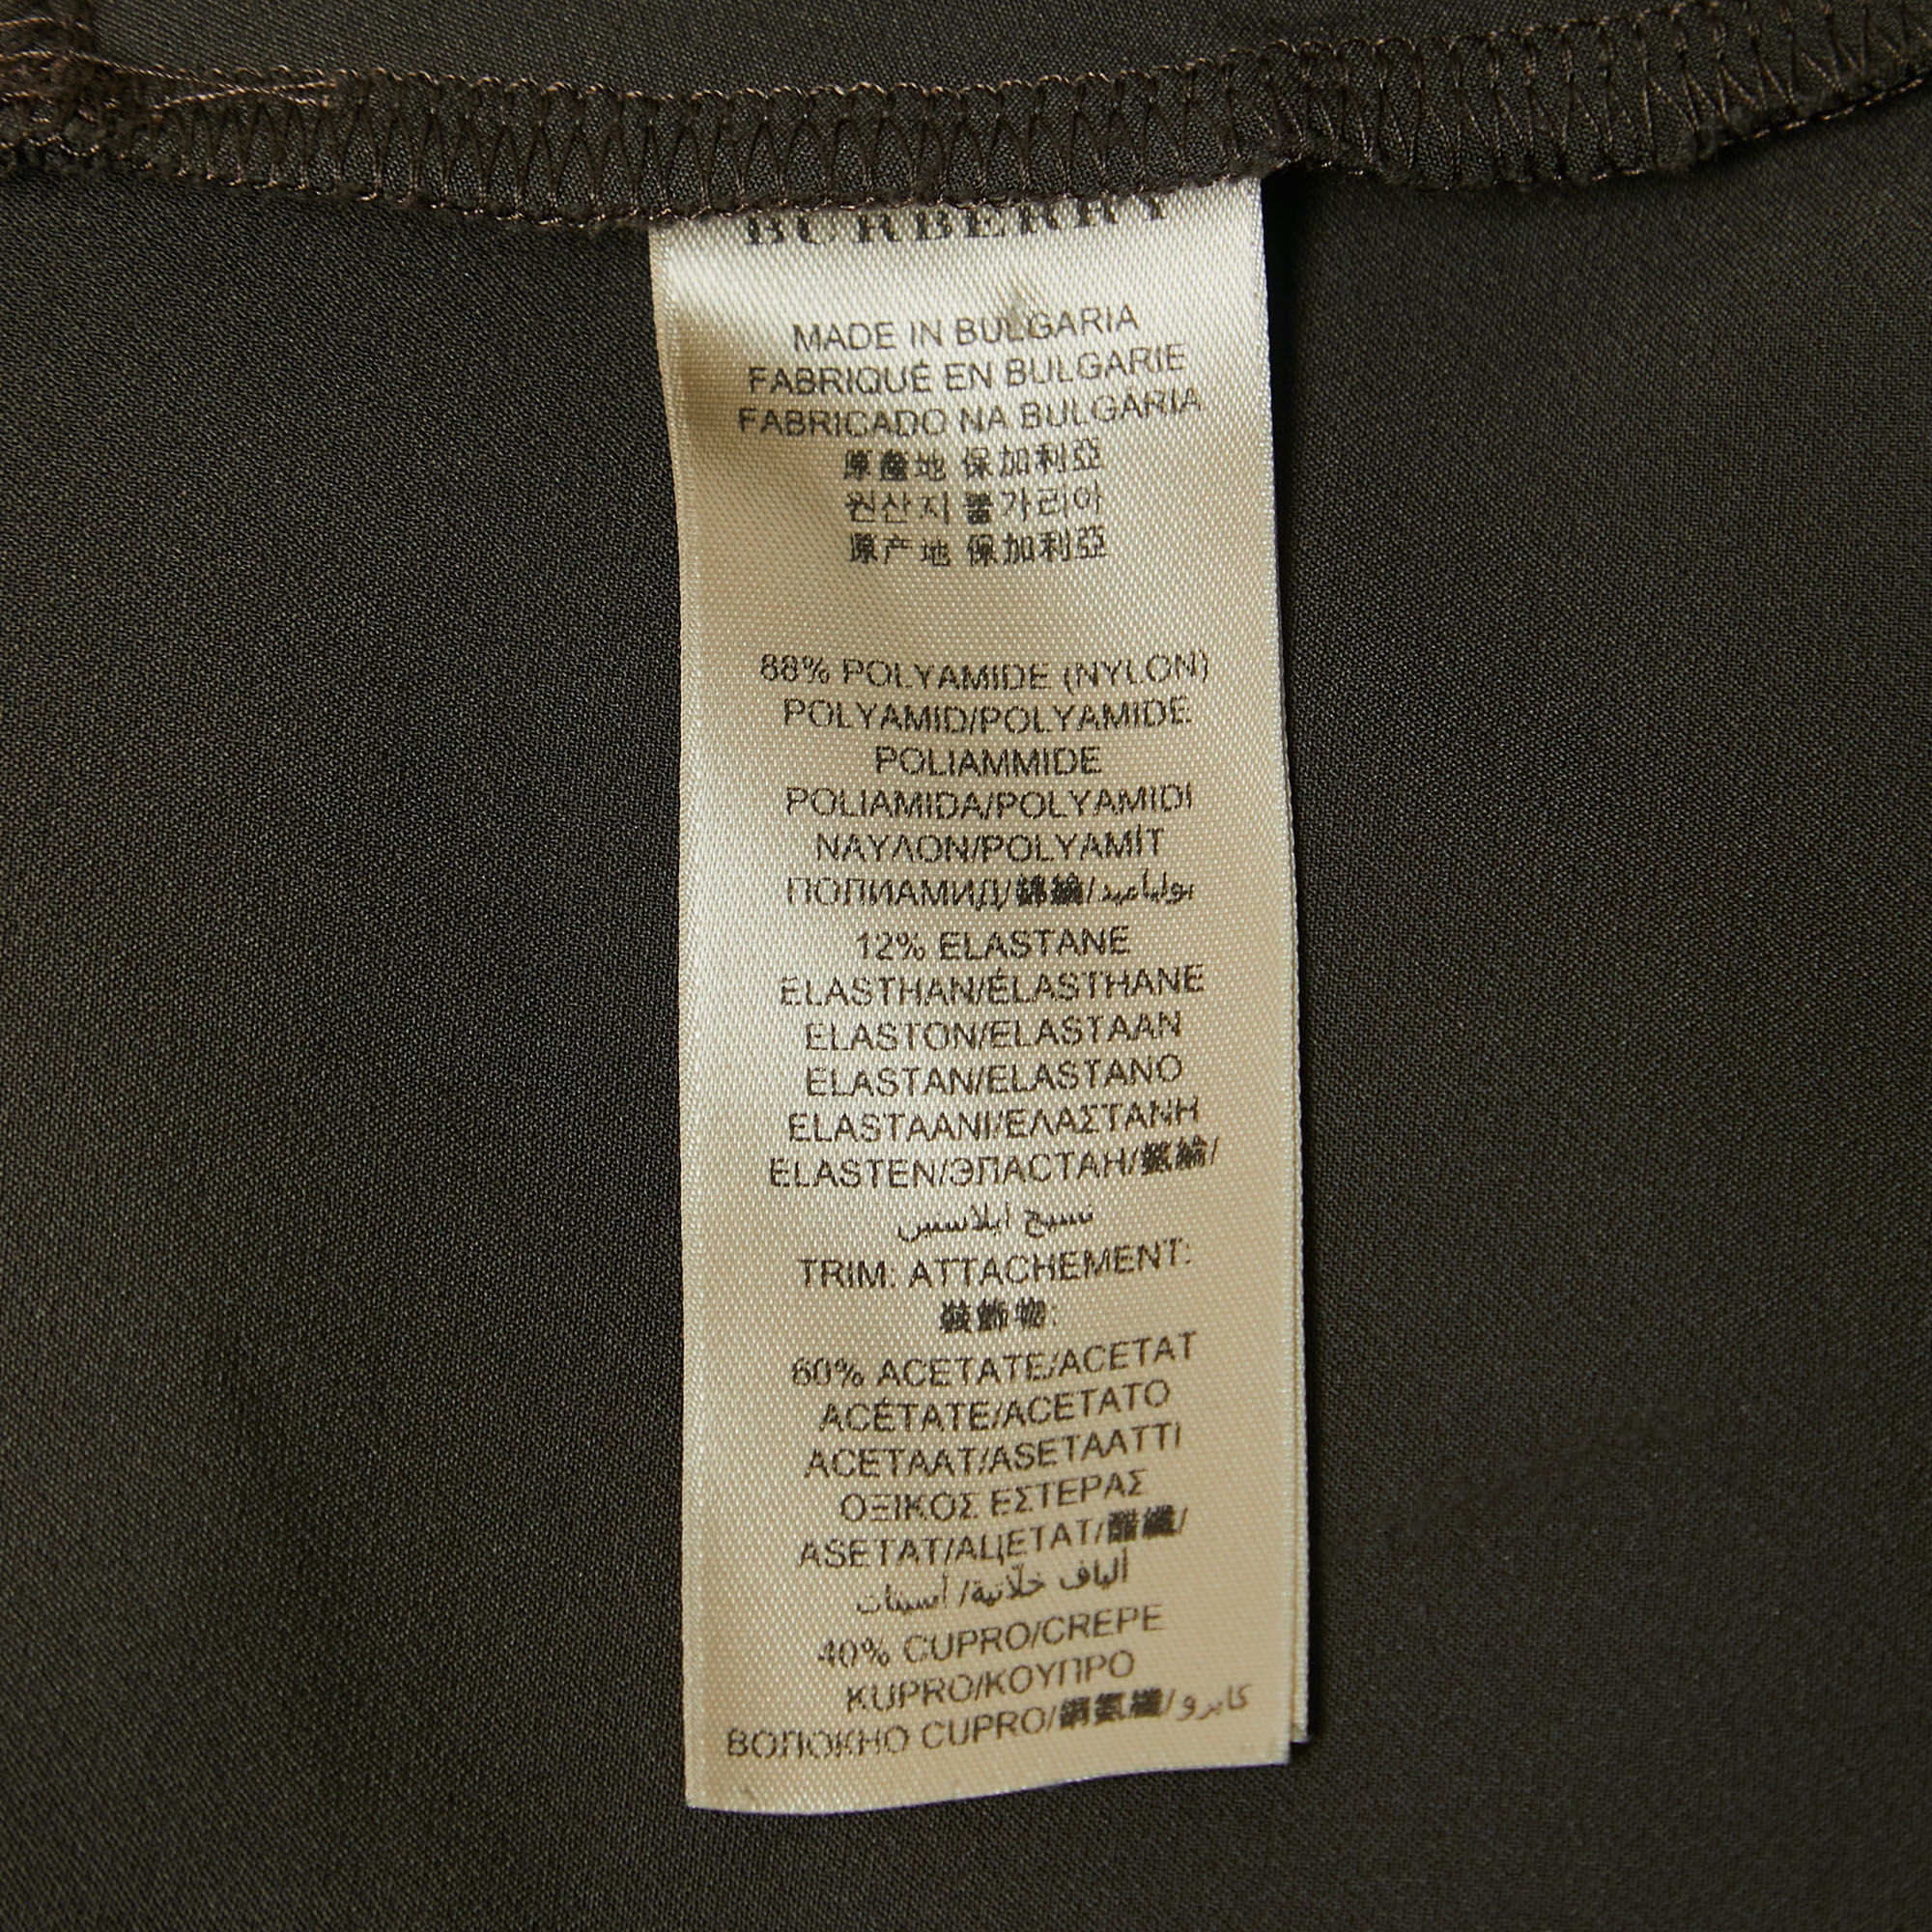 BURBERRY
MADE IN BULGARIA
FABRIQUÉ EN BULGARIE
FABRICADO NA BULGÁRIA
原產地 保加利亞
원산지 불가리아
原产地 保加利亞
88% POLYAMIDE (NYLON)
POLYAMID/POLYAMIDE
POLIAMMIDE
POLIAMIDA/POLYAMIDI
ΝΑΥΛΟΝ/POLYAMİT
ПОЛИАМИД/錦綸/بولياميد
12% ELASTANE
ELASTHAN/ÉLASTHANE
ELASTON/ELASTAAN
ELASTAN/ELASTANO
ELASTAANI/ΕΛΑΣΤΑΝΗ
ELASTEN/ЭЛАСТАН/氨綸/
نسيج ايلاستين
TRIM: ATTACHEMENT:
裝飾物:
60% ACETATE/ACETAT
ACÉTATE/ACETATO
ACETAAT/ASETAATTI
ΟΞΙΚΟΣ ΕΣΤΕΡΑΣ
ASETAT/АЦЕТАТ/醋纖/
ألياف خلّانية/ أسيتات
40% CUPRO/CREPE
KUPRO/ΚΟΥΠΡΟ
ВОЛОКНО CUPRO/銅氨纖/كابرو